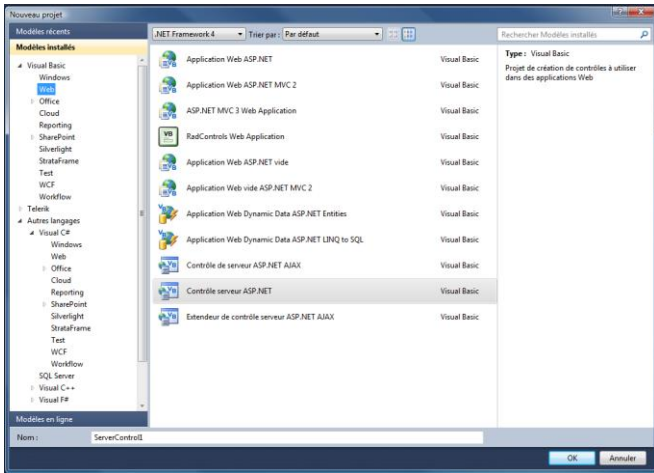 Nouveau projet
Modèles récents
.NET Framework 4 Trier par : Par défaut
Rechercher Modèles installés
Modèles installés
Visual Basic
Windows
Web
Office
Cloud
Reporting
SharePoint
Silverlight
StrataFrame
Test
WCF
Workflow
Telerik
Autres langages
Visual C#
Windows
Web
Office
Cloud
Reporting
SharePoint
Silverlight
StrataFrame
Test
WCF
Workflow
SQL Server
Visual C++
Visual F#
Modèles en ligne
Application Web ASP.NET Visual Basic
Application Web ASP.NET MVC 2 Visual Basic
ASP.NET MVC 3 Web Application Visual Basic
VB
RadControls Web Application Visual Basic
Application Web ASP.NET vide Visual Basic
Application Web vide ASP.NET MVC 2 Visual Basic
Application Web Dynamic Data ASP.NET Entities Visual Basic
Application Web Dynamic Data ASP.NET LINQ to SQL Visual Basic
Contrôle de serveur ASP.NET AJAX Visual Basic
Contrôle serveur ASP.NET Visual Basic
Extendeur de contrôle serveur ASP.NET AJAX Visual Basic
Type : Visual Basic
Projet de création de contrôles à utiliser
dans des applications Web
Nom : ServerControl1
OK Annuler